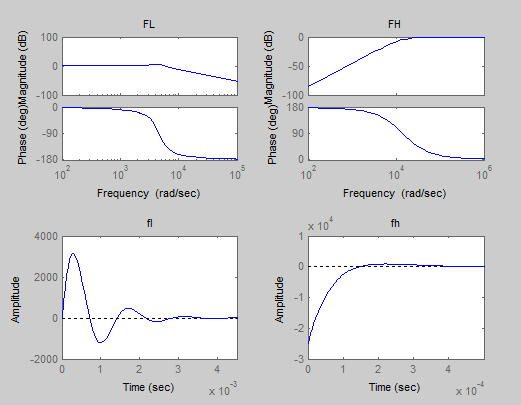 FL
Magnitude (dB)
100
0
-100
Phase (deg)
0
-90
-180
10^2 10^3 10^4 10^5
Frequency (rad/sec)
FH
Magnitude (dB)
0
-50
-100
Phase (deg)
180
90
0
10^2 10^4 10^6
Frequency (rad/sec)
fl
Amplitude
4000
2000
0
-2000
0 1 2 3 4
Time (sec)
x 10^-3
fh
x 10^4
Amplitude
1
0
-1
-2
-3
0 2 4
Time (sec)
x 10^-4